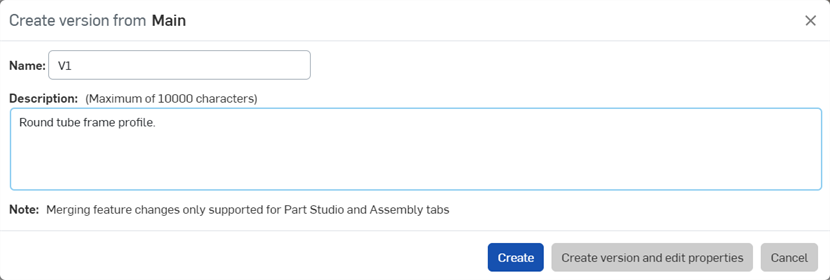 Create version from Main
Name: V1
Description: (Maximum of 10000 characters)
Round tube frame profile.
Note: Merging feature changes only supported for Part Studio and Assembly tabs
Create Create version and edit properties Cancel